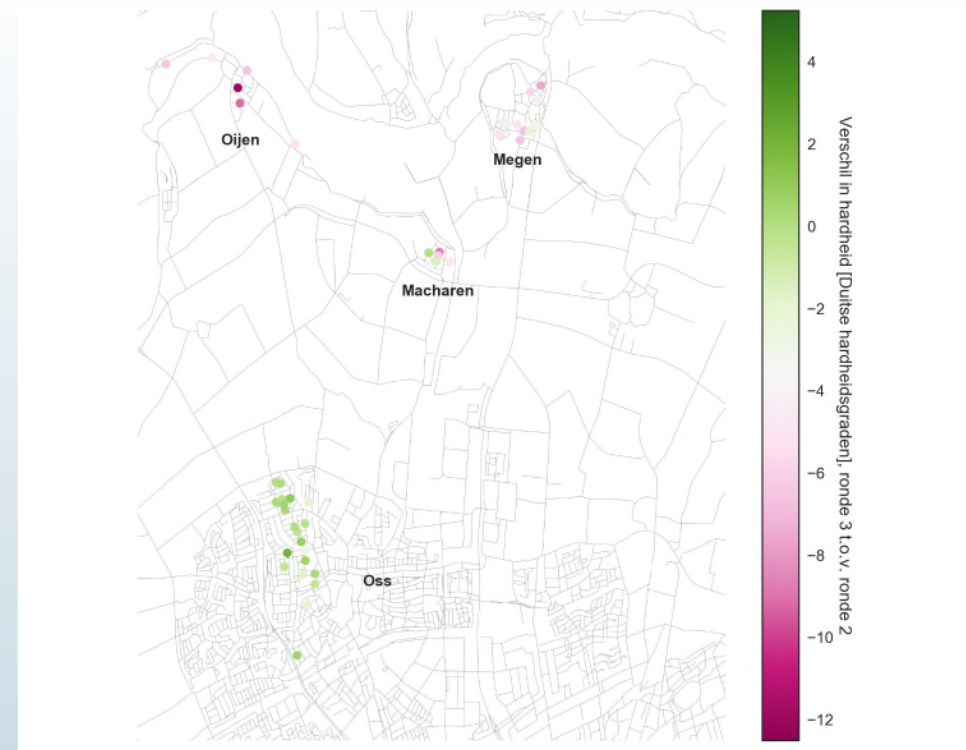 Oijen
Megen
Macharen
Oss
4
2
0
−2
−4
−6
−8
−10
−12
Verschil in hardheid [Duitse hardheidsgraden], ronde 3 t.o.v. ronde 2